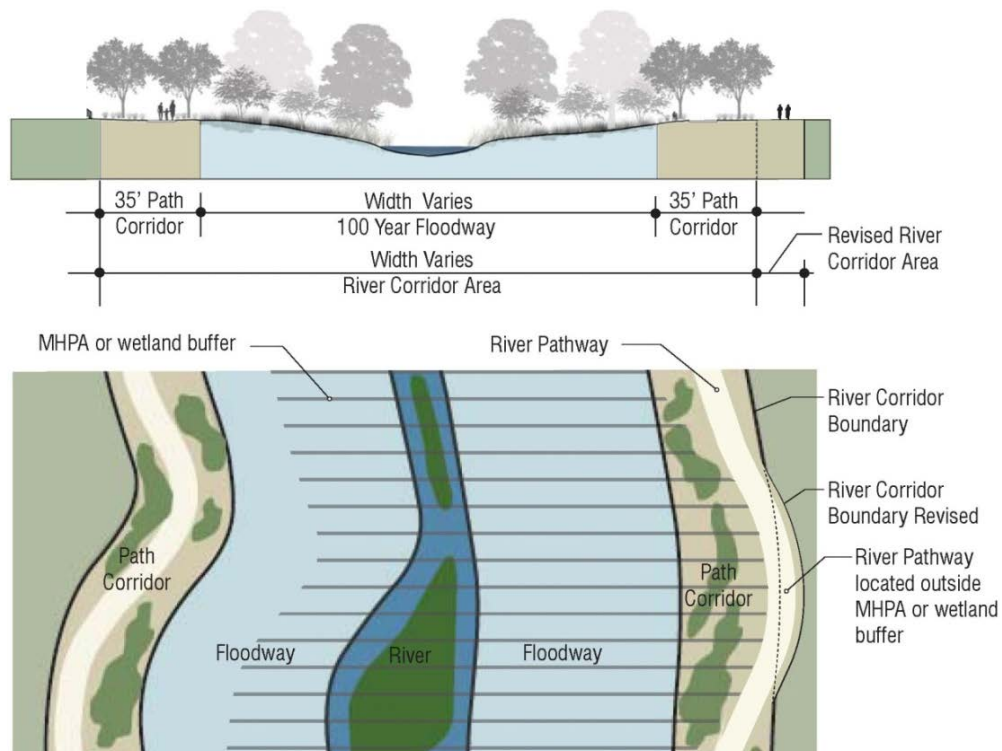 35' Path
Corridor
Width Varies
100 Year Floodway
35' Path
Corridor
Revised River
Corridor Area
Width Varies
River Corridor Area
MHPA or wetland buffer
River Pathway
River Corridor
Boundary
River Corridor
Boundary Revised
River Pathway
located outside
MHPA or wetland
buffer
Path
Corridor
Floodway
River
Floodway
Path
Corridor